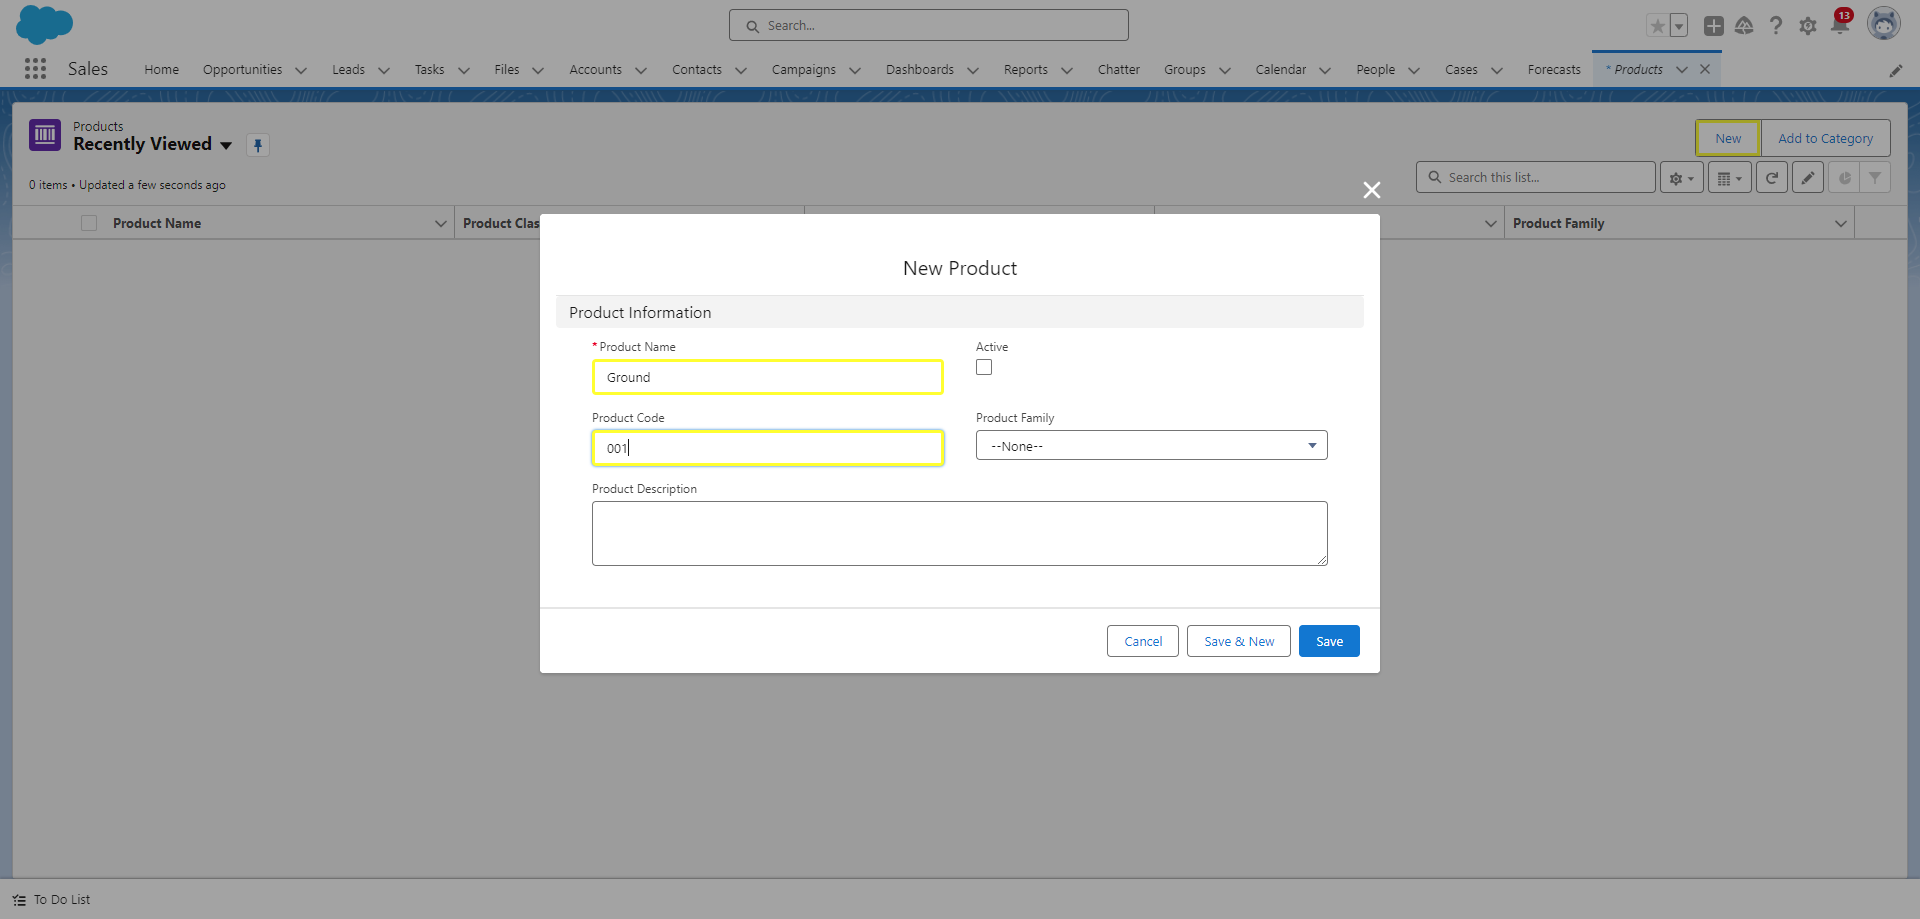 Search...
13
Sales
Home
Opportunities
Leads
Tasks
Files
Accounts
Contacts
Campaigns
Dashboards
Reports
Chatter
Groups
Calendar
People
Cases
Forecasts
* Products
Products
Recently Viewed
New
Add to Category
0 items • Updated a few seconds ago
Search this list...
Product Name
Product Clas
Product Family
New Product
Product Information
* Product Name
Active
Ground
Product Code
Product Family
001
--None--
Product Description
Cancel
Save & New
Save
To Do List